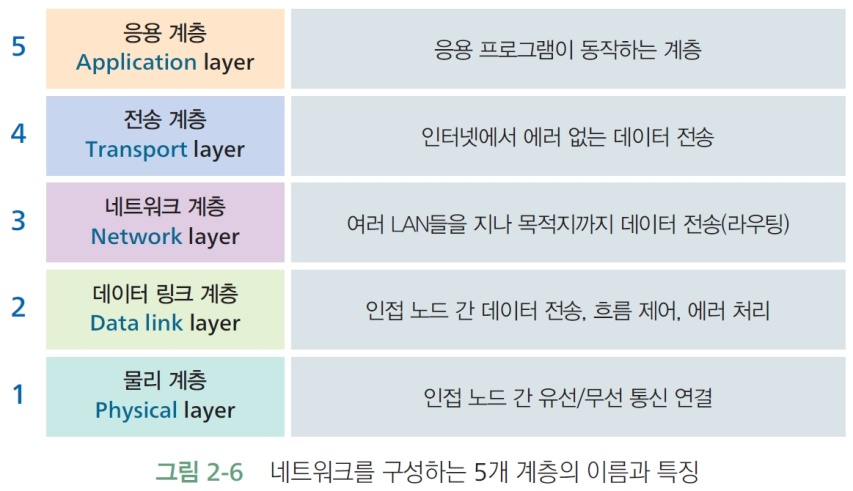 5
응용 계층
Application layer
응용 프로그램이 동작하는 계층
4
전송 계층
Transport layer
인터넷에서 에러 없는 데이터 전송
3
네트워크 계층
Network layer
여러 LAN들을 지나 목적지까지 데이터 전송(라우팅)
2
데이터 링크 계층
Data link layer
인접 노드 간 데이터 전송, 흐름 제어, 에러 처리
1
물리 계층
Physical layer
인접 노드 간 유선/무선 통신 연결
그림 2-6 네트워크를 구성하는 5개 계층의 이름과 특징